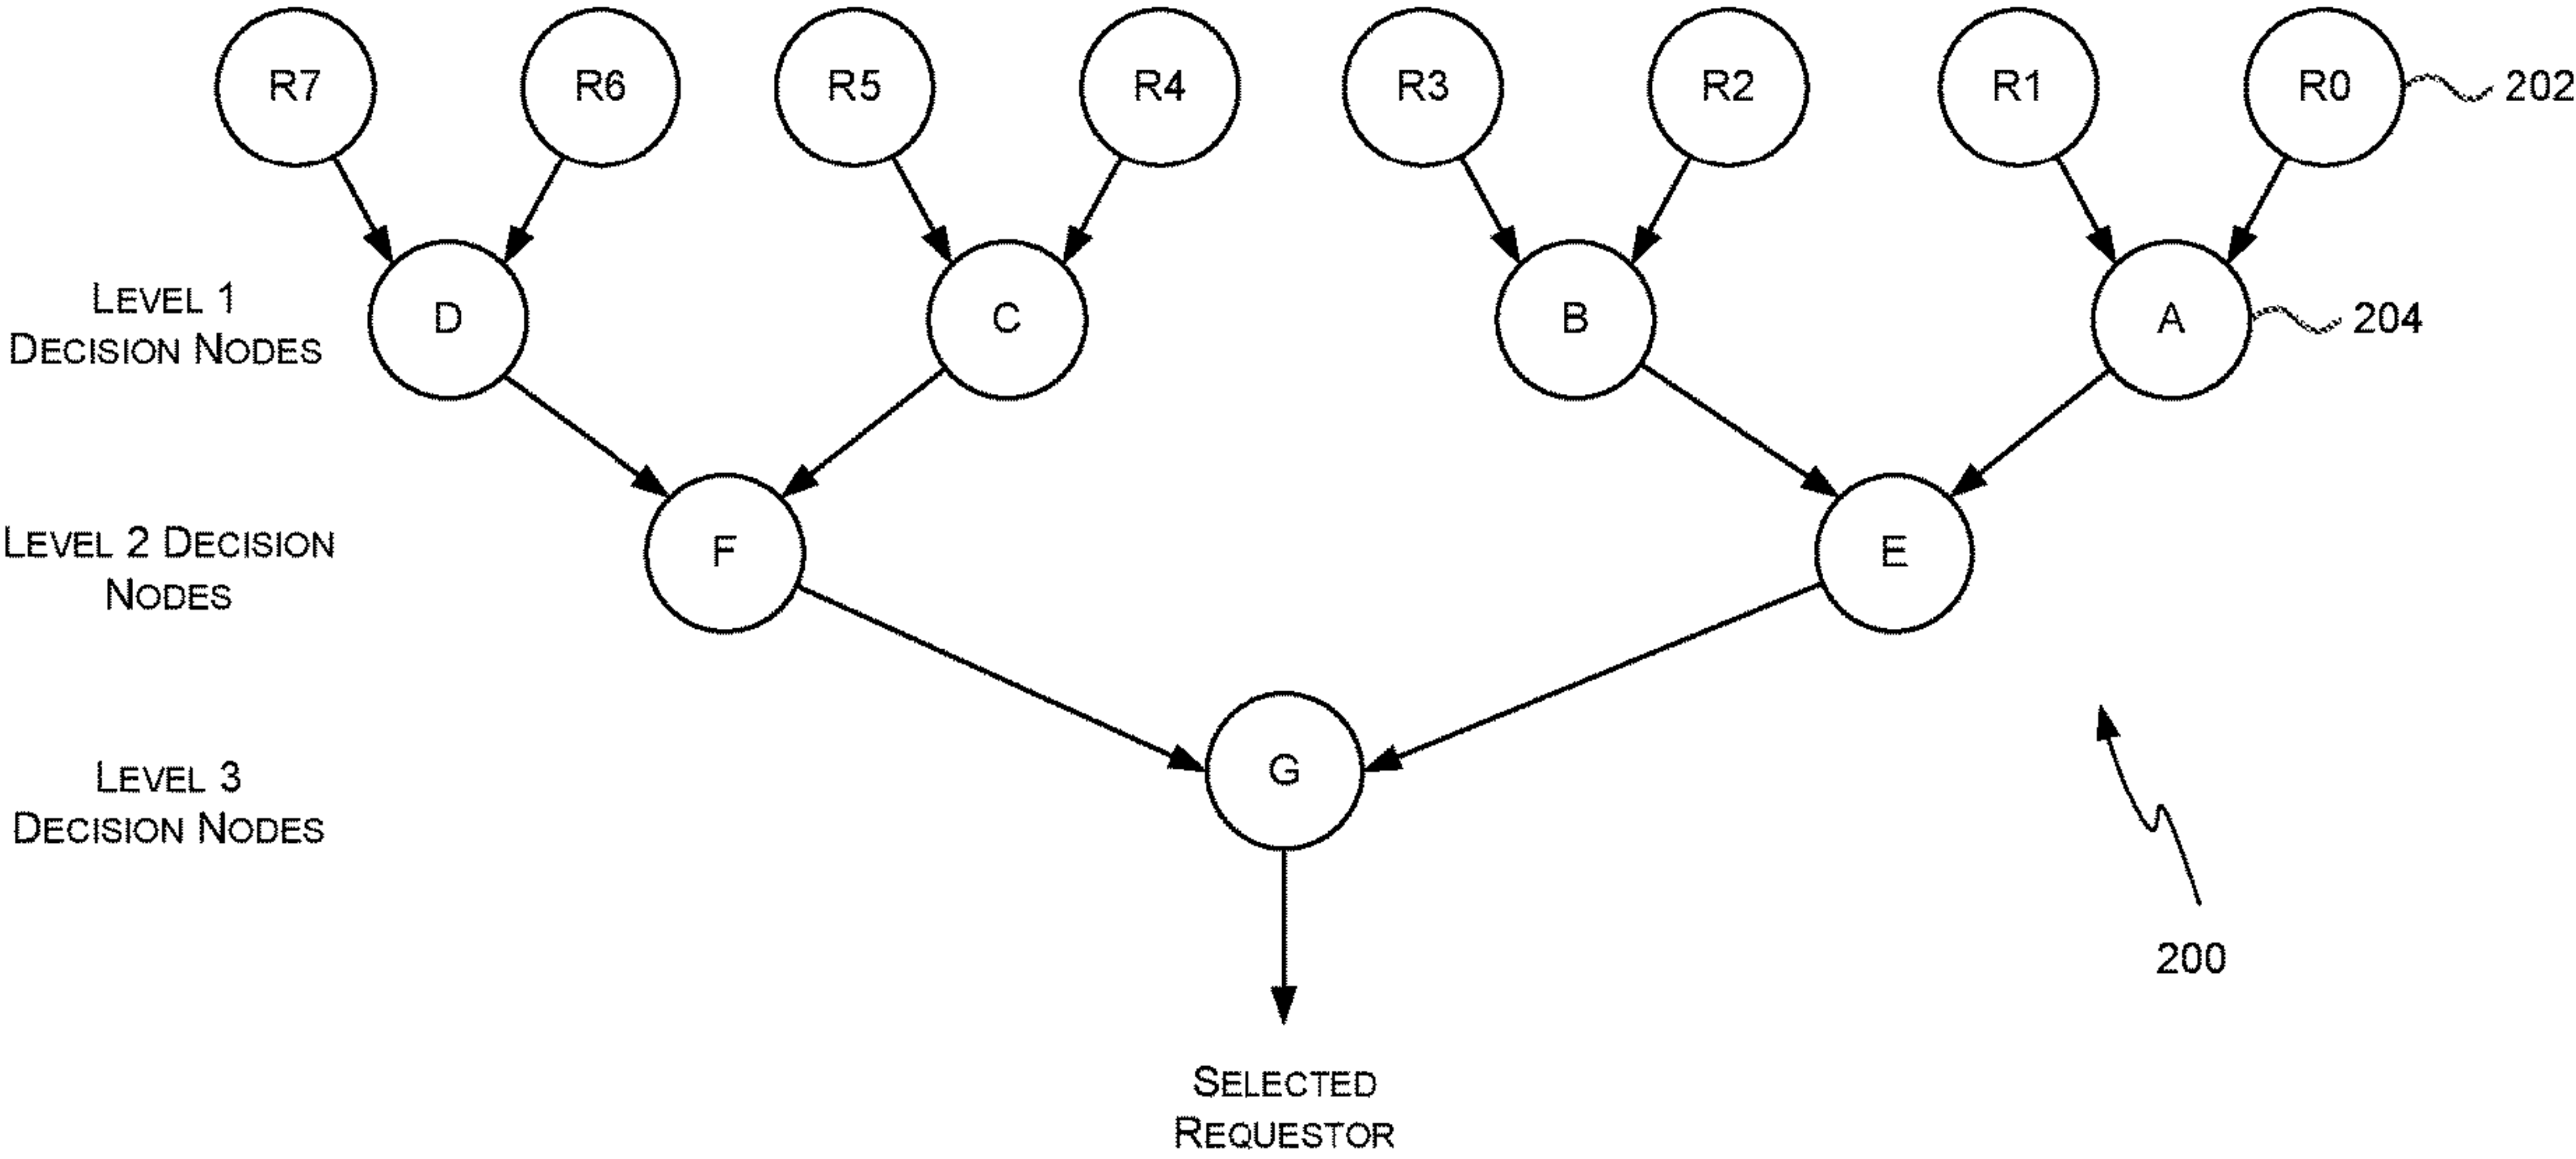 R7 R6 R5 R4 R3 R2 R1 R0 202
LEVEL 1
DECISION NODES
D C B A 204
LEVEL 2 DECISION
NODES
F E
LEVEL 3
DECISION NODES
G
200
SELECTED
REQUESTOR